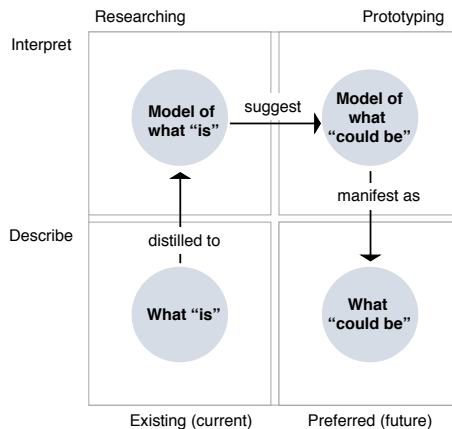 Researching
Prototyping
Interpret
Model of
what “is”
suggest
Model of
what
“could be”
manifest as
Describe
distilled to
What “is”
What
“could be”
Existing (current)
Preferred (future)